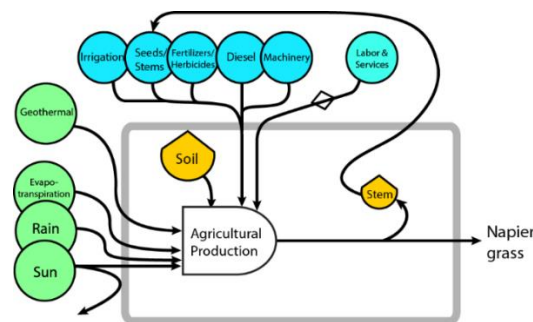 Irrigation
Seeds/
Stems
Fertilizers/
Herbicides
Diesel
Machinery
Labor &
Services
Geothermal
Soil
Evapo-
transpiration
Stem
Rain
Agricultural
Production
Napier
grass
Sun